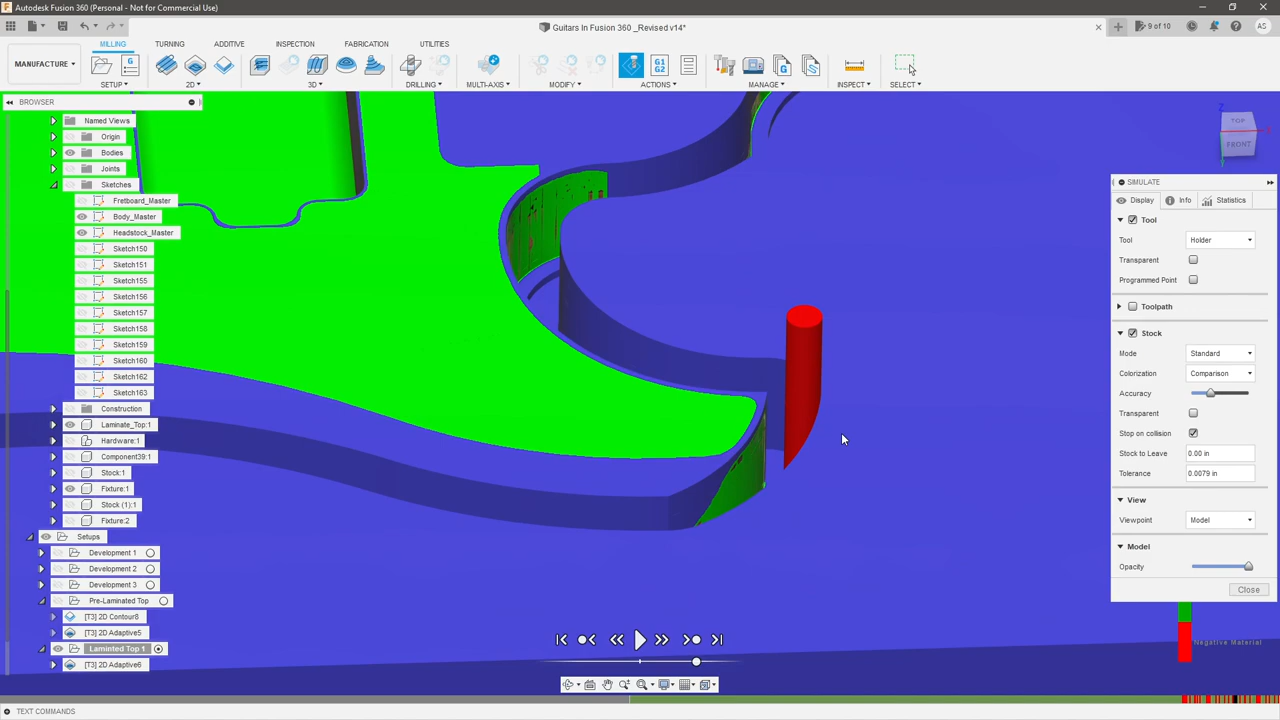 Autodesk Fusion 360 (Personal - Not for Commercial Use)
Guitars In Fusion 360 _Revised v14*
9 of 10
AS
MILLING
TURNING
ADDITIVE
INSPECTION
FABRICATION
UTILITIES
MANUFACTURE
G1
G2
SETUP
2D
3D
DRILLING
MULTI-AXIS
MODIFY
ACTIONS
MANAGE
INSPECT
SELECT
BROWSER
Named Views
Origin
Bodies
Joints
Sketches
Fretboard_Master
Body_Master
Headstock_Master
Sketch150
Sketch151
Sketch155
Sketch156
Sketch157
Sketch158
Sketch159
Sketch160
Sketch162
Sketch163
Construction
Laminate_Top:1
Hardware:1
Component39:1
Stock:1
Fixture:1
Stock (1):1
Fixture:2
Setups
Development 1
Development 2
Development 3
Pre-Laminated Top
[T3] 2D Contour8
[T3] 2D Adaptive5
Laminted Top 1
[T3] 2D Adaptive6
Z
TOP
FRONT
SIMULATE
Display
Info
Statistics
Tool
Tool
Holder
Transparent
Programmed Point
Toolpath
Stock
Mode
Standard
Colorization
Comparison
Accuracy
Transparent
Stop on collision
Stock to Leave
0.00 in
Tolerance
0.0079 in
View
Viewpoint
Model
Model
Opacity
Close
Negative Material
TEXT COMMANDS